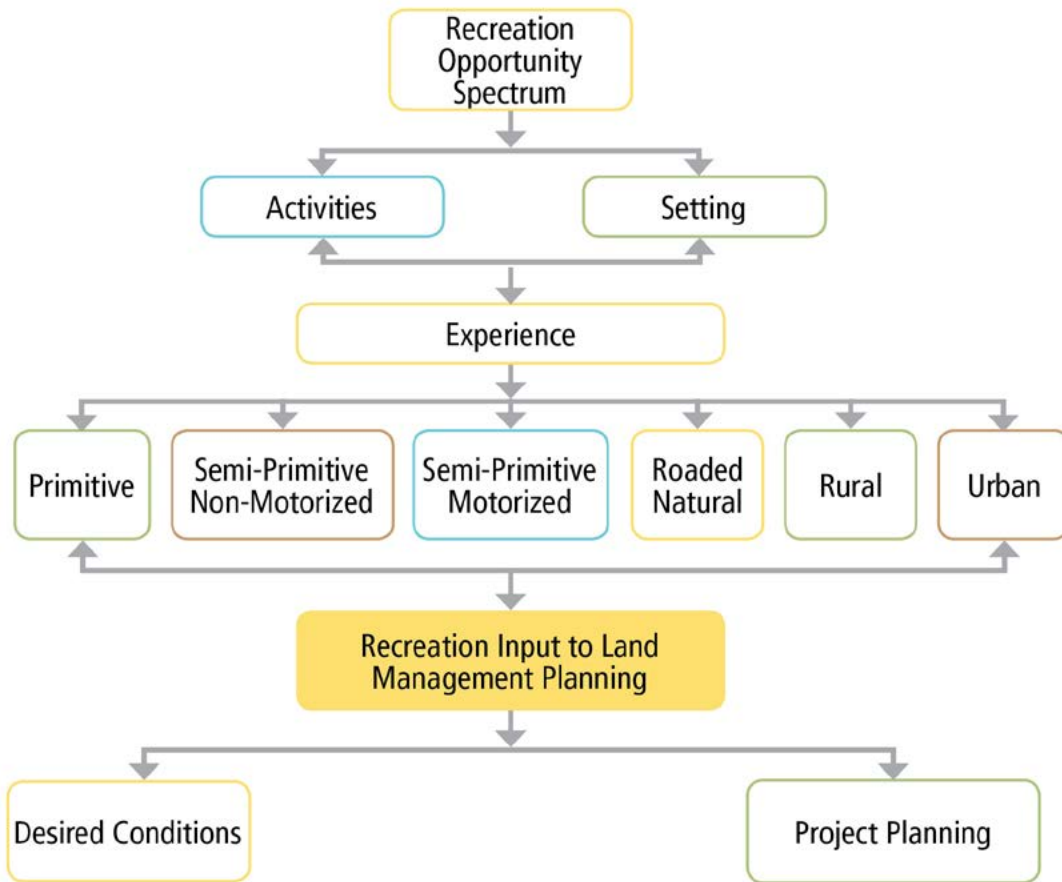 Recreation
Opportunity
Spectrum
Activities
Setting
Experience
Primitive
Semi-Primitive
Non-Motorized
Semi-Primitive
Motorized
Roaded
Natural
Rural
Urban
Recreation Input to Land
Management Planning
Desired Conditions
Project Planning